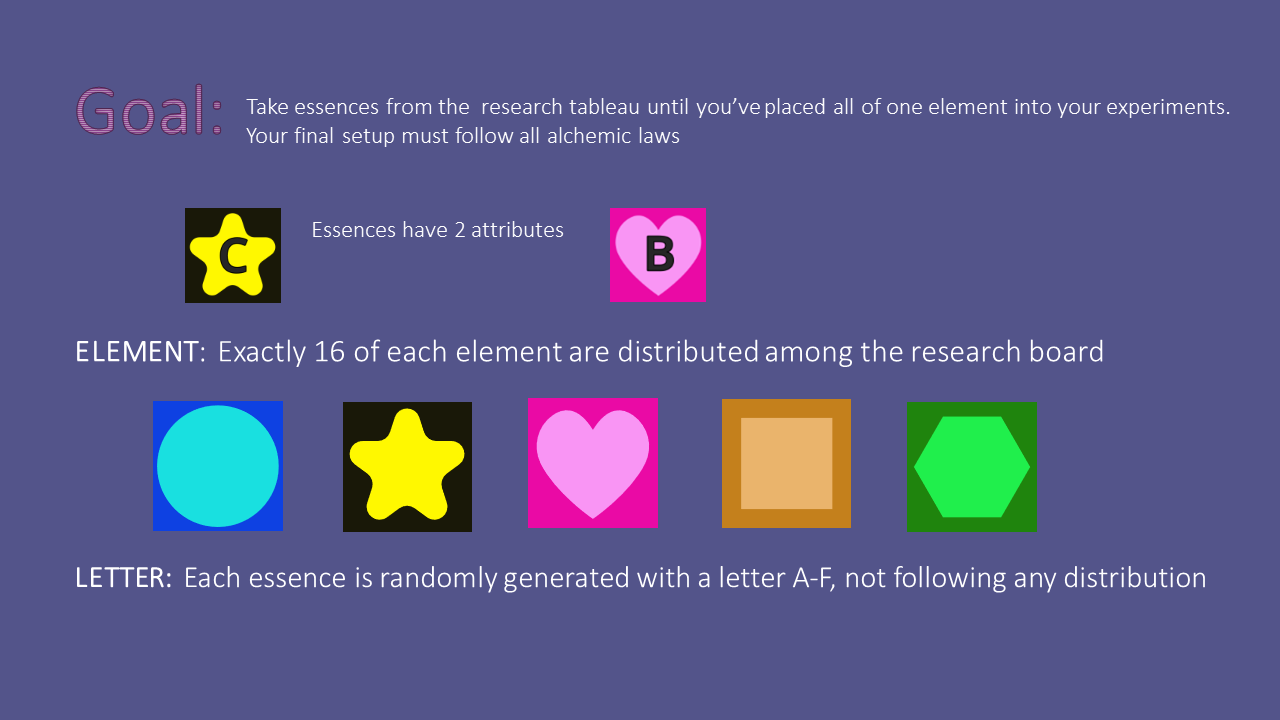 Goal:
Take essences from the research tableau until you’ve placed all of one element into your experiments.
Your final setup must follow all alchemic laws
C
Essences have 2 attributes
B
ELEMENT: Exactly 16 of each element are distributed among the research board
LETTER: Each essence is randomly generated with a letter A-F, not following any distribution